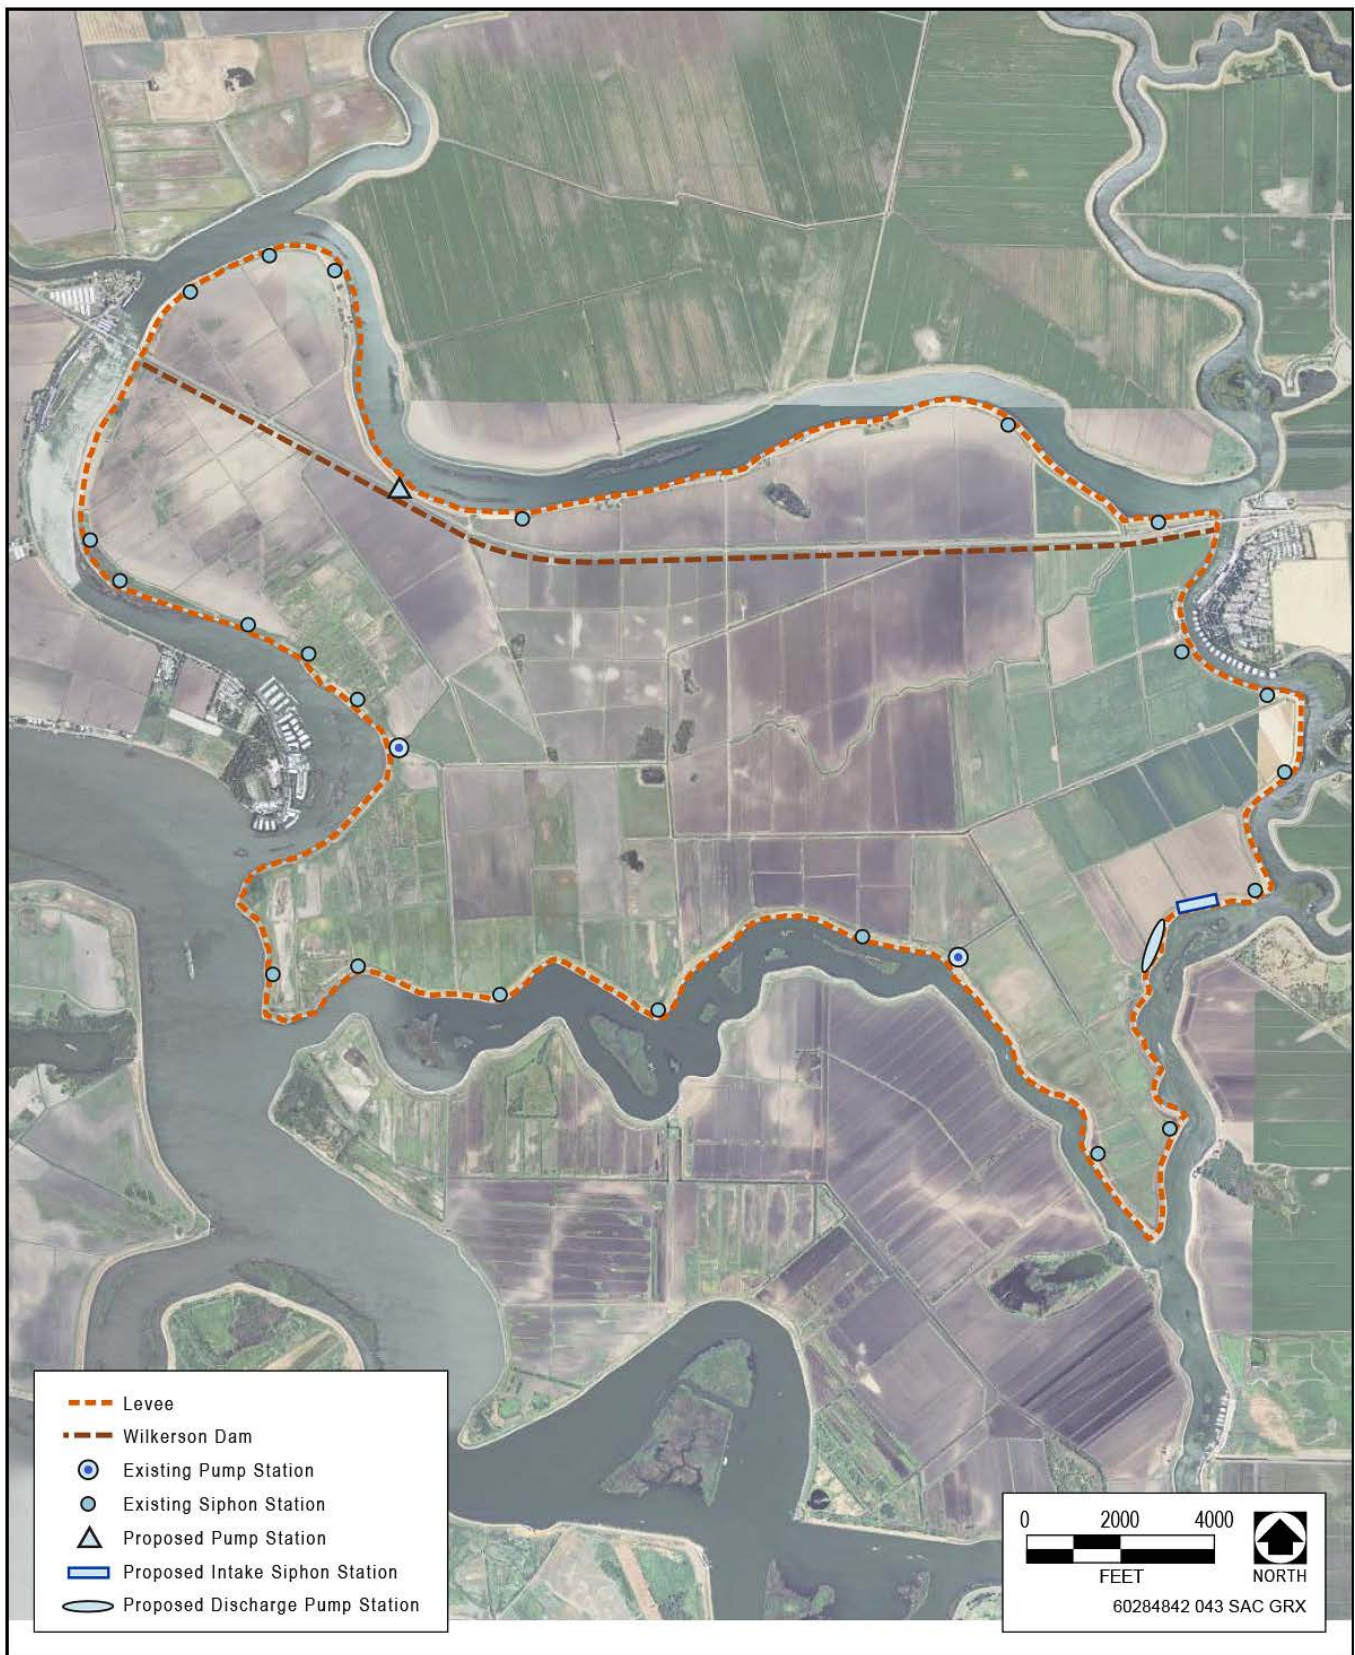 Levee
Wilkerson Dam
Existing Pump Station
Existing Siphon Station
Proposed Pump Station
Proposed Intake Siphon Station
Proposed Discharge Pump Station
0 2000 4000
FEET
NORTH
60284842 043 SAC GRX